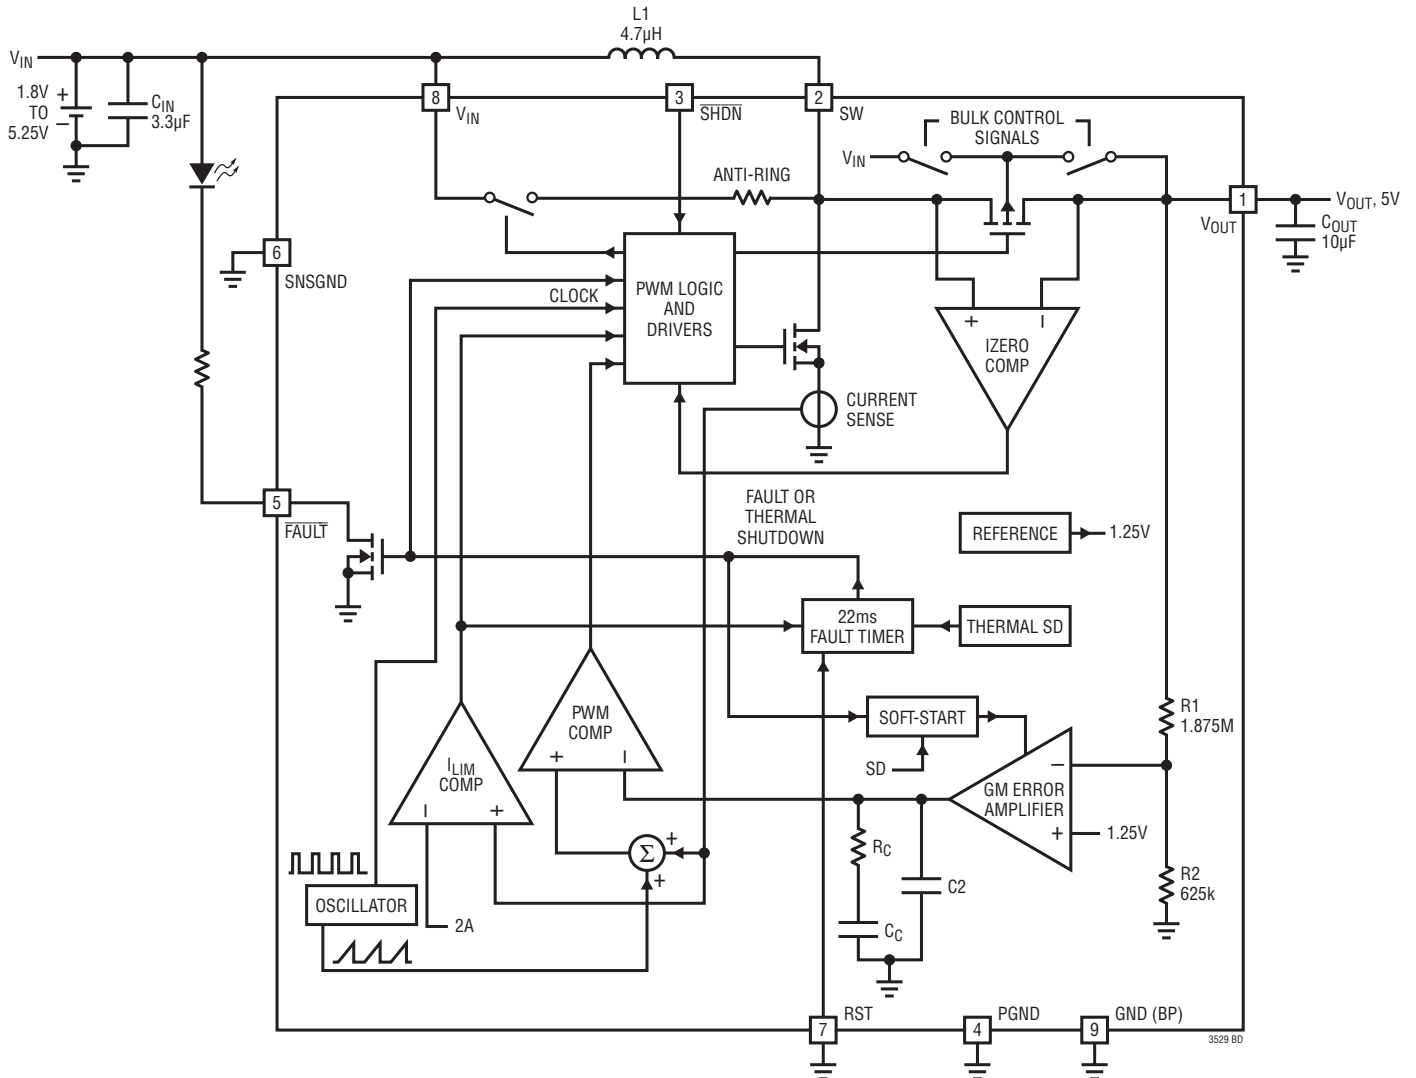 L1
4.7µH
VIN
1.8V
TO
5.25V
+
–
CIN
3.3µF
8
VIN
3
SHDN
2
SW
BULK CONTROL
SIGNALS
VIN
ANTI-RING
1
VOUT
VOUT, 5V
COUT
10µF
6
SNSGND
CLOCK
PWM LOGIC
AND
DRIVERS
+
–
IZERO
COMP
CURRENT
SENSE
5
FAULT
FAULT OR
THERMAL
SHUTDOWN
REFERENCE
1.25V
22ms
FAULT TIMER
THERMAL SD
PWM
COMP
+
–
SOFT-START
SD
R1
1.875M
ILIM
COMP
–
+
GM ERROR
AMPLIFIER
–
+
1.25V
Σ
+
+
RC
C2
CC
R2
625k
OSCILLATOR
2A
7
RST
4
PGND
9
GND (BP)
3529 BD